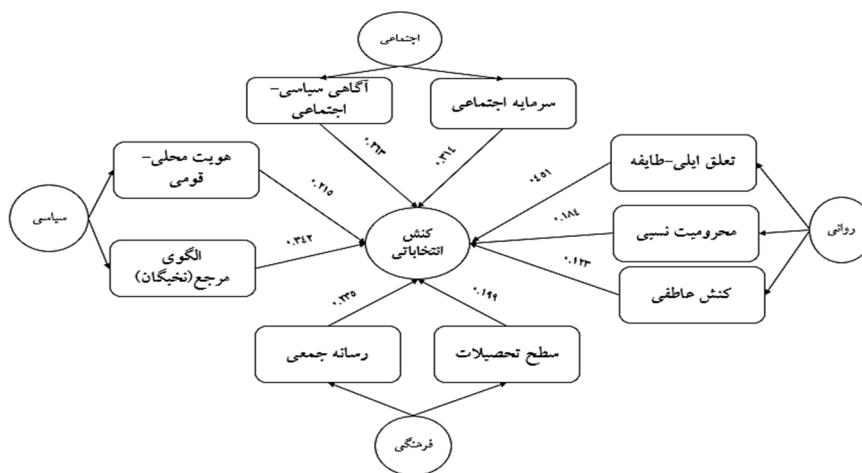 اجتماعی
آگاهی سیاسی-
اجتماعی
سرمایه اجتماعی
۰.۲۶۳
۰.۳۱۴
هویت محلی-
قومی
تعلق ایلی-طایفه
۰.۲۱۵
۰.۴۵۱
سیاسی
کنش
انتخاباتی
۰.۱۸۴
محرومیت نسبی
روانی
الگوی
مرجع(نخبگان)
۰.۳۴۲
۰.۱۲۳
کنش عاطفی
۰.۲۳۵
۰.۱۹۹
رسانه جمعی
سطح تحصیلات
فرهنگی